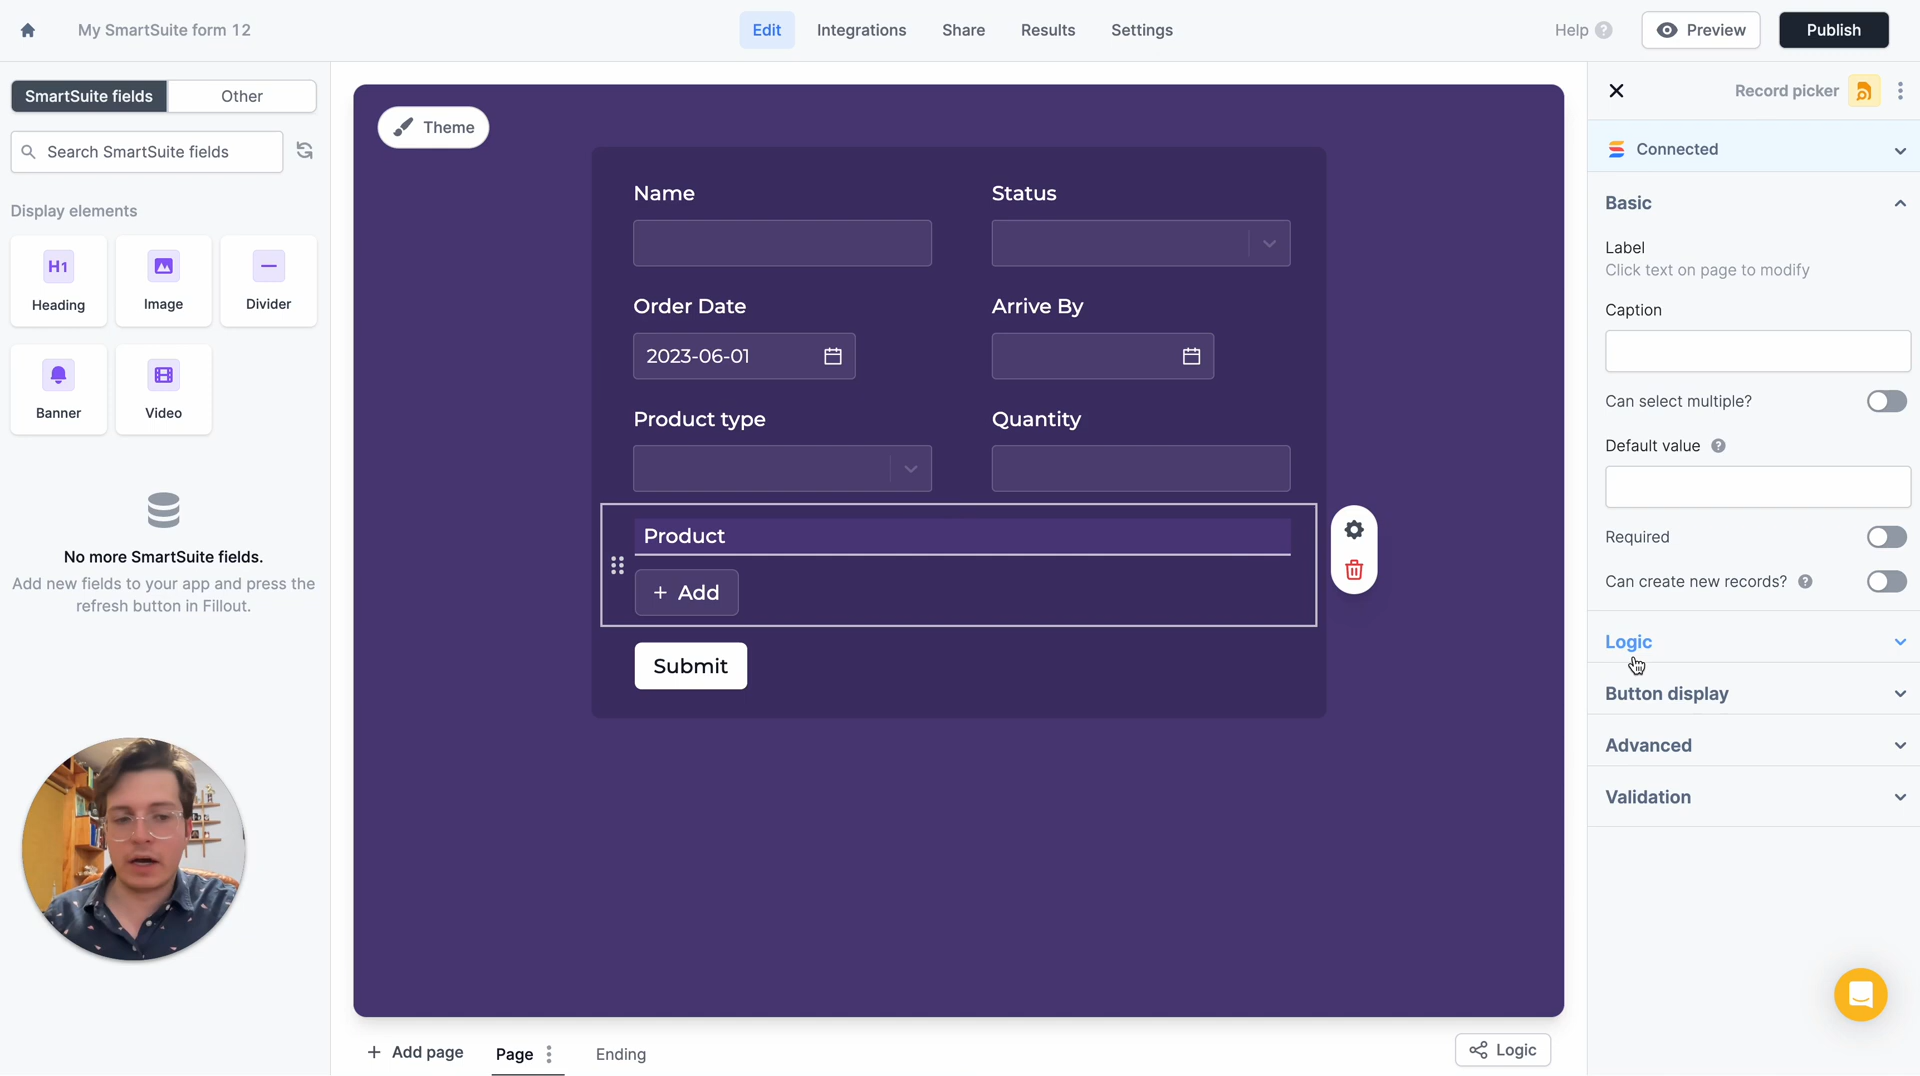 My SmartSuite form 12
Edit
Integrations
Share
Results
Settings
Help ?
Preview
Publish
SmartSuite fields
Other
Search SmartSuite fields
Display elements
H1
Heading
Image
Divider
Banner
Video
No more SmartSuite fields.
Add new fields to your app and press the
refresh button in Fillout.
Theme
Name
Status
Order Date
Arrive By
2023-06-01
Product type
Quantity
Product
+ Add
Submit
+ Add page
Page
Ending
Logic
Record picker
Connected
Basic
Label
Click text on page to modify
Caption
Can select multiple?
Default value ?
Required
Can create new records? ?
Logic
Button display
Advanced
Validation